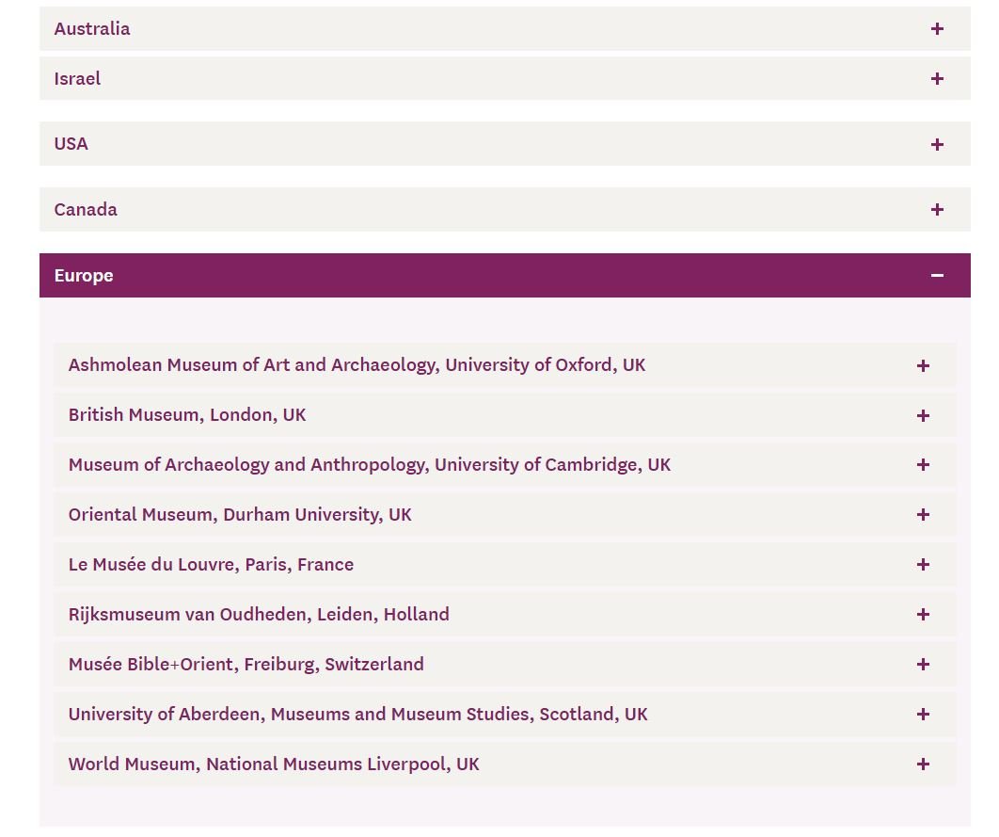 Australia
Israel
USA
Canada
Europe
Ashmolean Museum of Art and Archaeology, University of Oxford, UK
British Museum, London, UK
Museum of Archaeology and Anthropology, University of Cambridge, UK
Oriental Museum, Durham University, UK
Le Musée du Louvre, Paris, France
Rijksmuseum van Oudheden, Leiden, Holland
Musée Bible+Orient, Freiburg, Switzerland
University of Aberdeen, Museums and Museum Studies, Scotland, UK
World Museum, National Museums Liverpool, UK